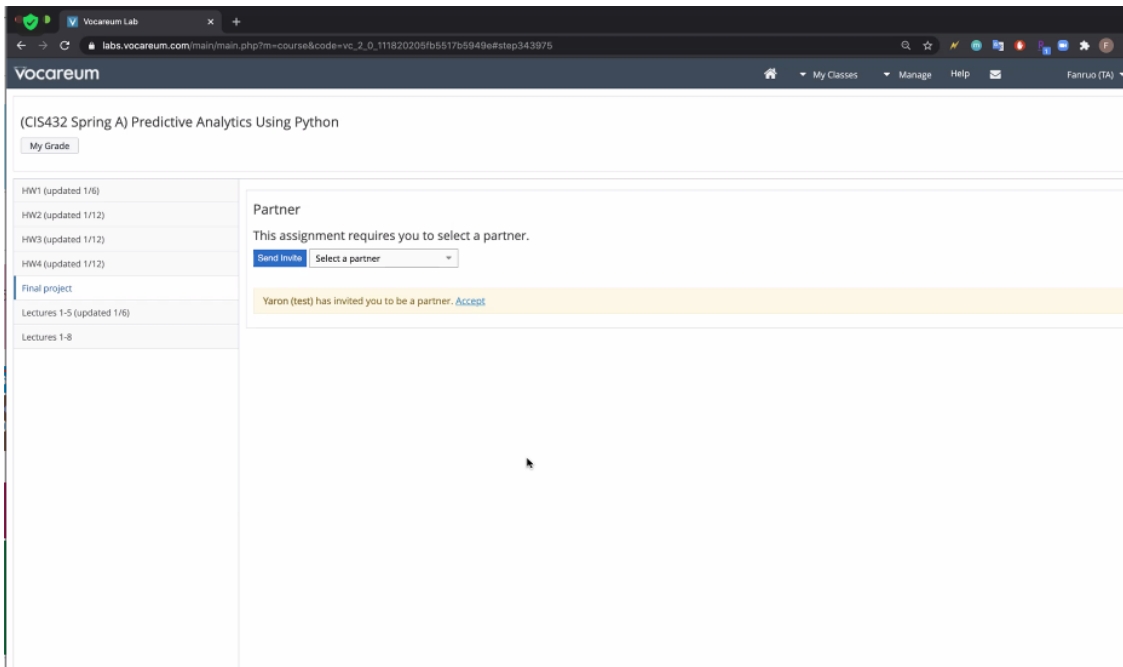 Vocareum Lab
labs.vocareum.com/main/main.php?m=course&code=vc_2_0_111820205fb5517b5949e#step343975
Vocareum
My Classes
Manage
Help
Fanruo (TA)
(CIS432 Spring A) Predictive Analytics Using Python
My Grade
HW1 (updated 1/6)
HW2 (updated 1/12)
HW3 (updated 1/12)
HW4 (updated 1/12)
Final project
Lectures 1-5 (updated 1/6)
Lectures 1-8
Partner
This assignment requires you to select a partner.
Send Invite Select a partner
Yaron (test) has invited you to be a partner. Accept